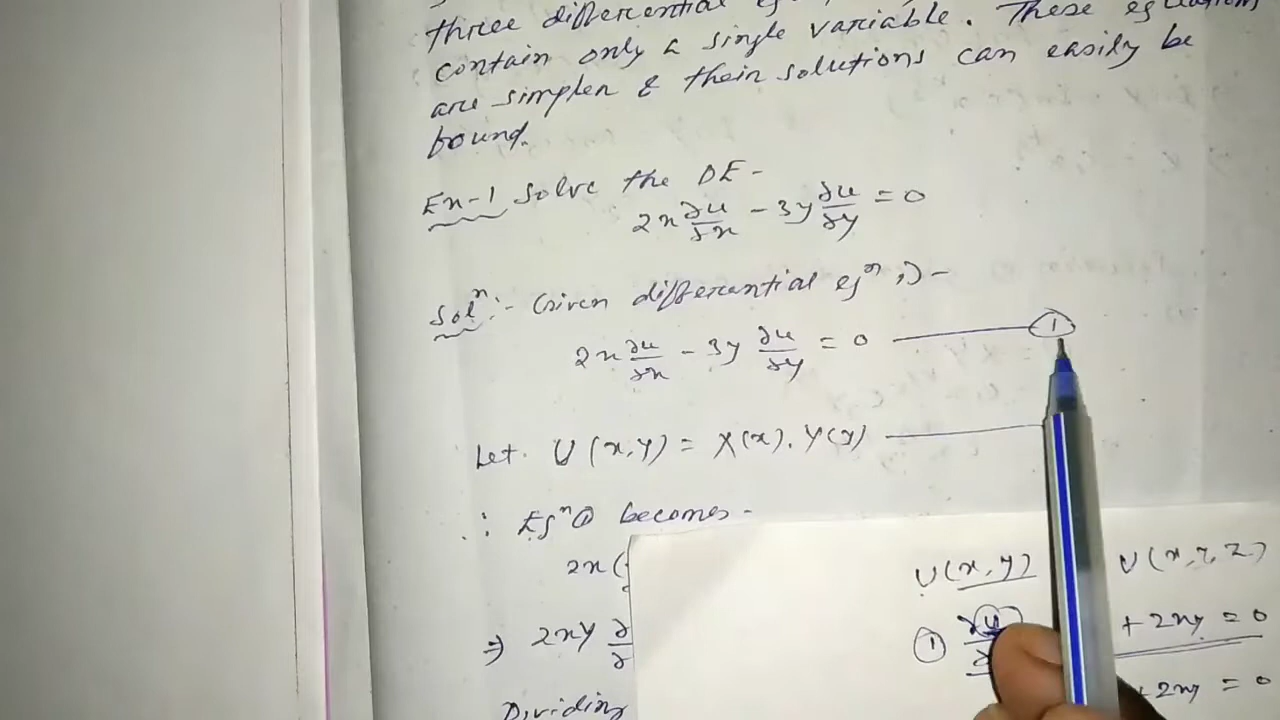 three differential
contain only a single variable. These equations
are simpler & their solutions can easily be
found.
Ex-1 Solve the DE -
2x ∂u/∂x - 3y ∂u/∂y = 0
Solⁿ:- Given differential eqⁿ is -
2x ∂u/∂x - 3y ∂u/∂y = 0 ①
Let. U(x,y) = X(x).Y(y)
∴ Eqⁿ① becomes -
2x(
⇒ 2xY ∂
Dividing
U(x,y) U(x,y,z)
① ∂u + 2xy = 0
+ 2xy = 0